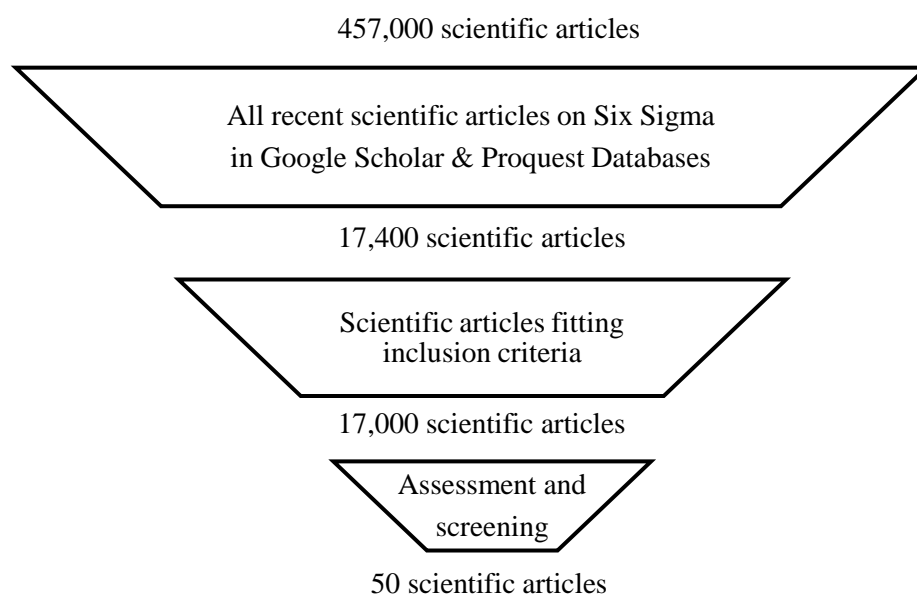 457,000 scientific articles
All recent scientific articles on Six Sigma
in Google Scholar & Proquest Databases
17,400 scientific articles
Scientific articles fitting
inclusion criteria
17,000 scientific articles
Assessment and
screening
50 scientific articles